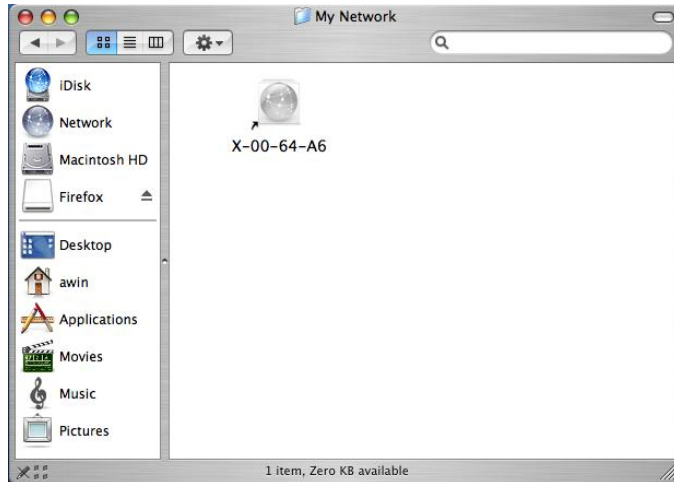 My Network
iDisk
Network
Macintosh HD
Firefox
Desktop
awin
Applications
Movies
Music
Pictures
X-00-64-A6
1 item, Zero KB available